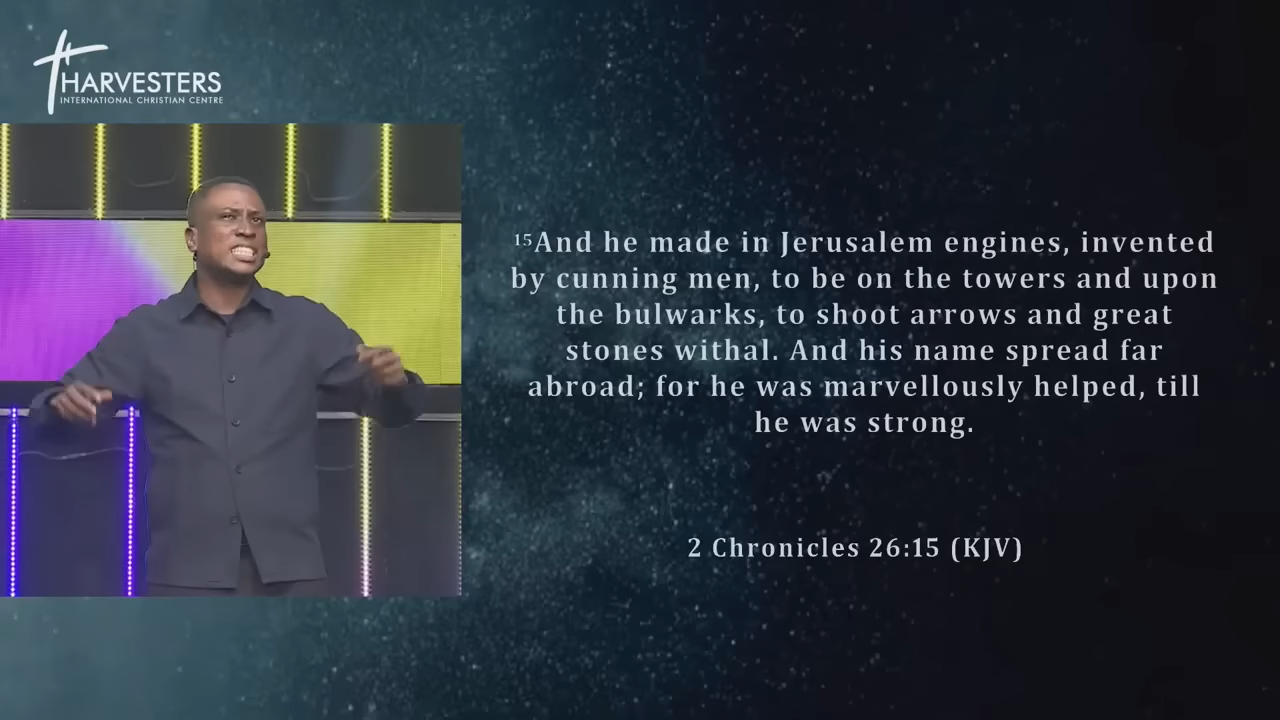 HARVESTERS
INTERNATIONAL CHRISTIAN CENTRE
15And he made in Jerusalem engines, invented
by cunning men, to be on the towers and upon
the bulwarks, to shoot arrows and great
stones withal. And his name spread far
abroad; for he was marvellously helped, till
he was strong.
2 Chronicles 26:15 (KJV)